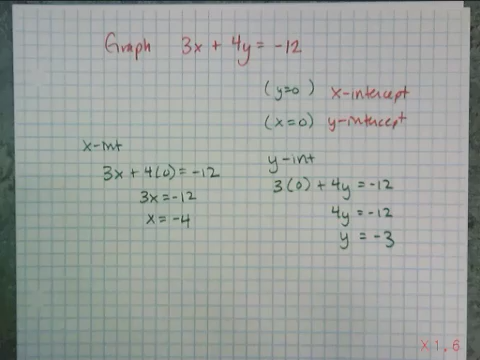 Graph 3x + 4y = -12
(y=0) x-intercept
(x=0) y-intercept
x-int
3x + 4(0) = -12
3x = -12
x = -4
y-int
3(0) + 4y = -12
4y = -12
y = -3
X1.6